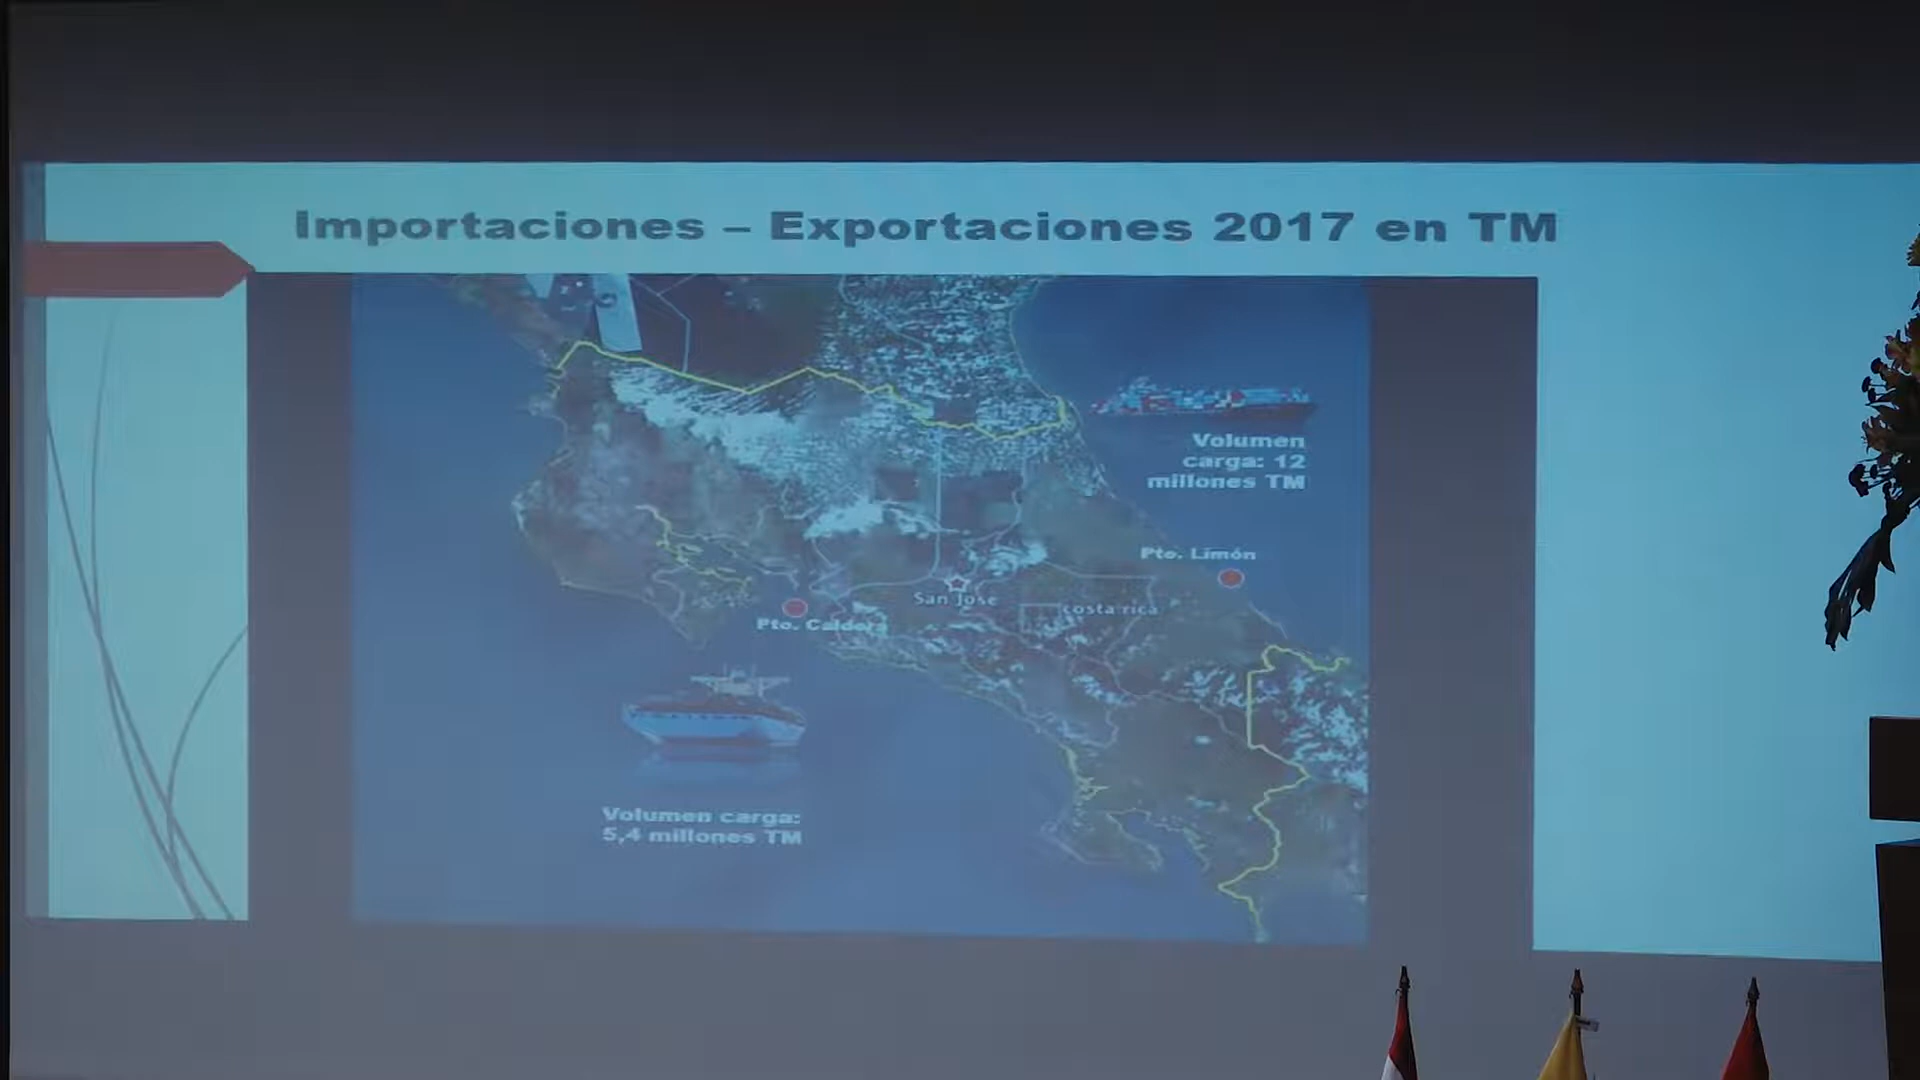 Importaciones – Exportaciones 2017 en TM
Volumen
carga: 12
millones TM
Pto. Limón
San Jose
costa rica
Pto. Caldera
Volumen carga:
5,4 millones TM